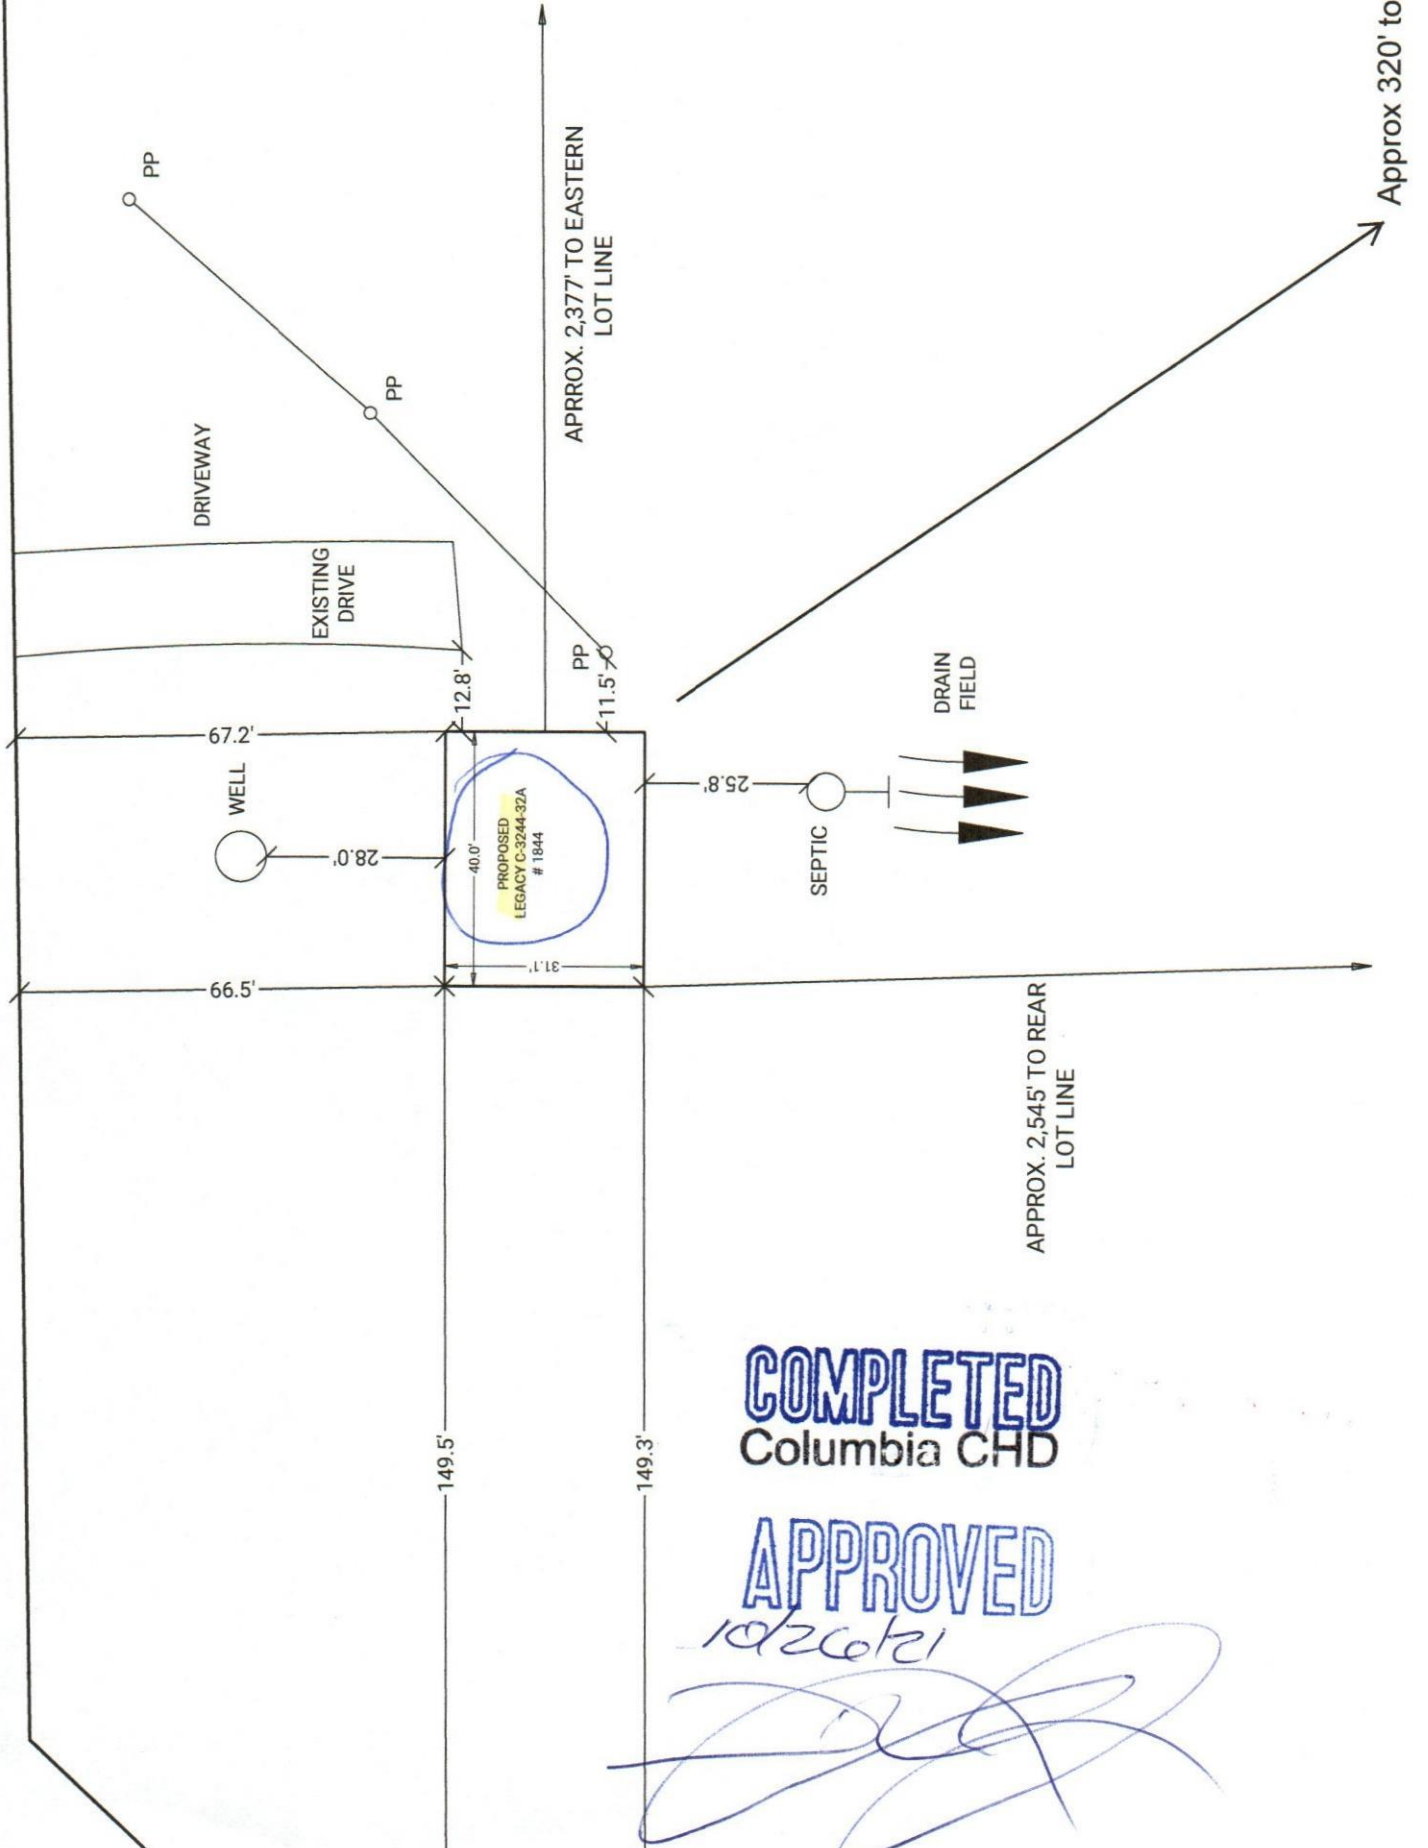 Approx 320' to
PP
APRROX. 2,377' TO EASTERN
LOT LINE
PP
DRIVEWAY
EXISTING
DRIVE
PP
12.8'
11.5'
67.2'
WELL
28.0'
PROPOSED
LEGACY C-3244-32A
# 1844
40.0'
31.1'
66.5'
25.8'
SEPTIC
DRAIN
FIELD
APPROX. 2,545' TO REAR
LOT LINE
149.5'
149.3'
COMPLETED
Columbia CHD
APPROVED
10/26/21